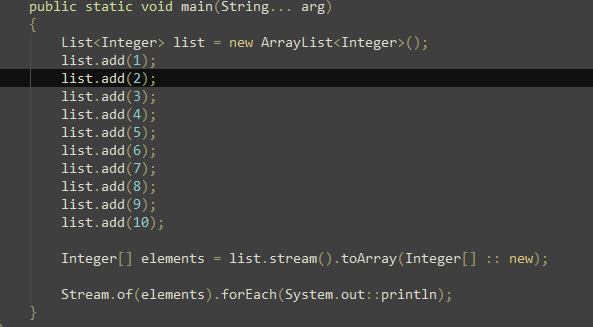 public static void main(String... arg)
{
List<Integer> list = new ArrayList<Integer>();
list.add(1);
list.add(2);
list.add(3);
list.add(4);
list.add(5);
list.add(6);
list.add(7);
list.add(8);
list.add(9);
list.add(10);
Integer[] elements = list.stream().toArray(Integer[] :: new);
Stream.of(elements).forEach(System.out::println);
}